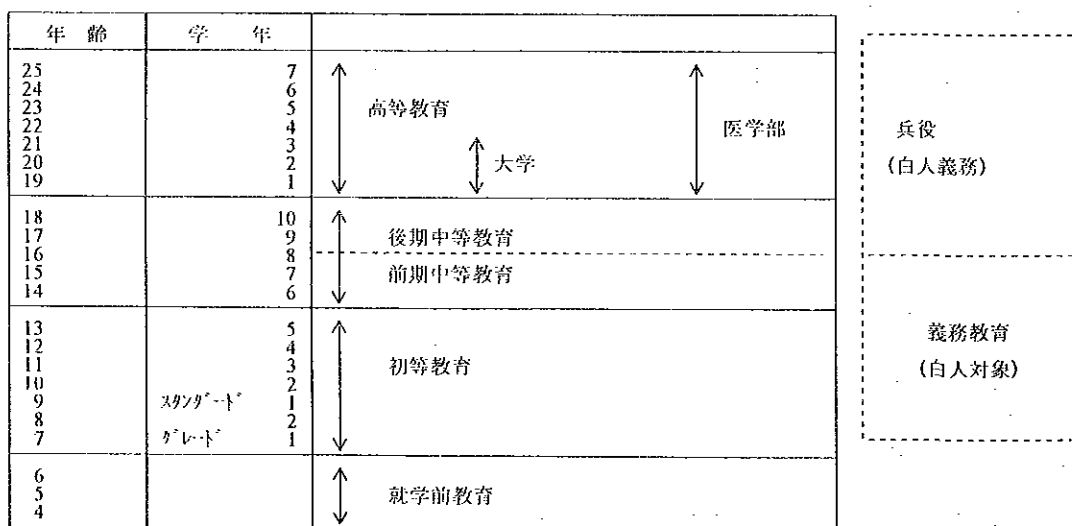 年 齢 学 年
25 7
24 6
23 5 高等教育
22 4 医学部 兵役
21 3
20 2 大学 (白人義務)
19 1
18 10
17 9 後期中等教育
16 8
15 7 前期中等教育
14 6
13 5 義務教育
12 4
11 3 初等教育 (白人対象)
10 2
9 スタンダード 1
8 2
7 グレード 1
6
5 就学前教育
4